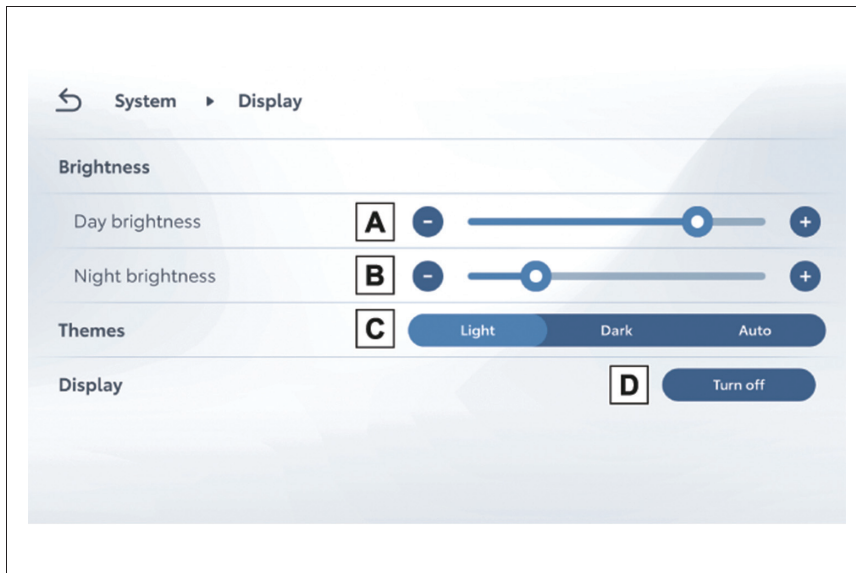 System ▸ Display
Brightness
Day brightness A - +
Night brightness B - +
Themes C Light Dark Auto
Display D Turn off